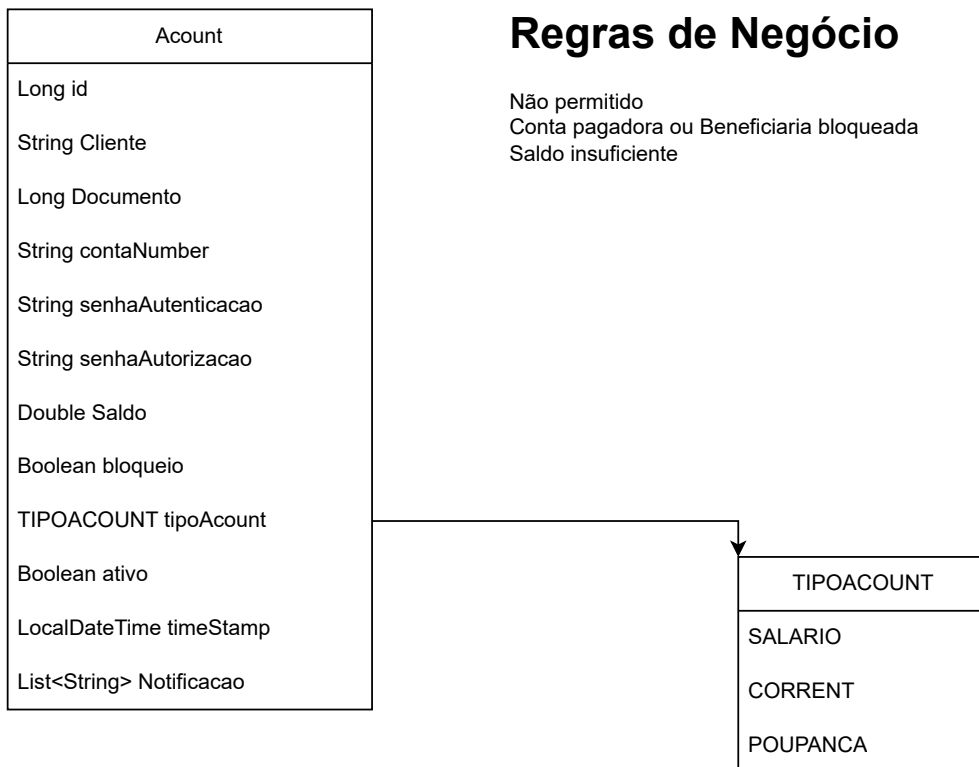 Acount
Long id
String Cliente
Long Documento
String contaNumber
String senhaAutenticacao
String senhaAutorizacao
Double Saldo
Boolean bloqueio
TIPOACOUNT tipoAcount
Boolean ativo
LocalDateTime timeStamp
List<String> Notificacao
Regras de Negócio
Não permitido
Conta pagadora ou Beneficiaria bloqueada
Saldo insuficiente
TIPOACOUNT
SALARIO
CORRENT
POUPANCA